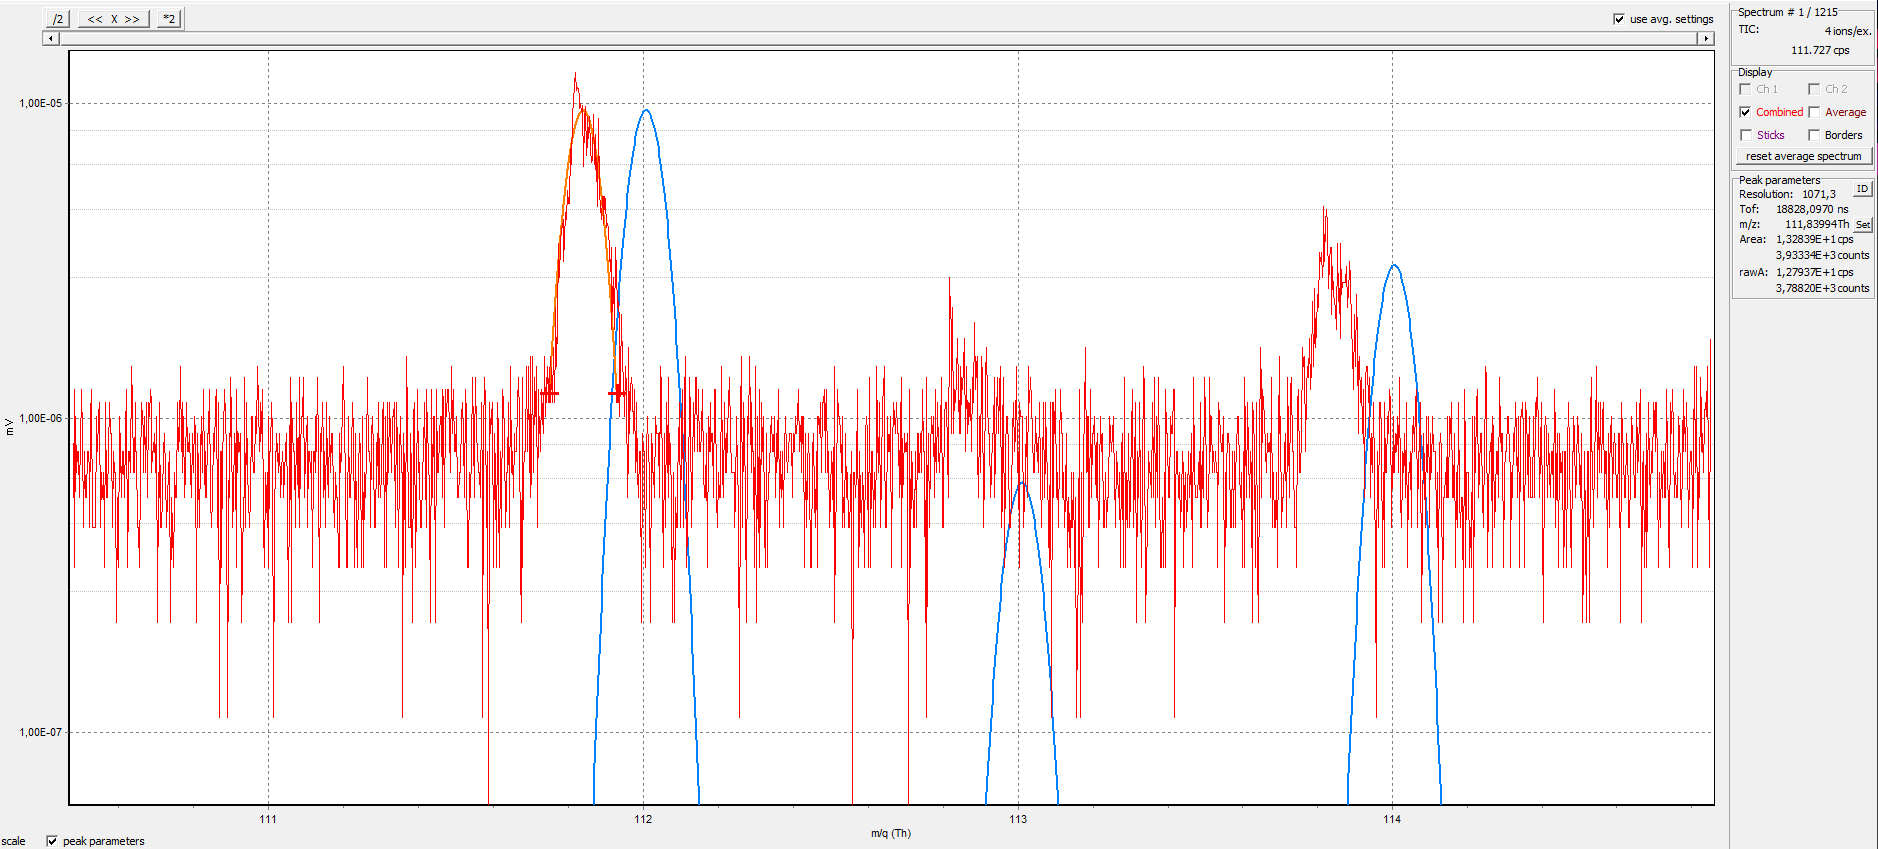 /2 << X >> *2
use avg. settings
1,00E-05
1,00E-06
1,00E-07
mV
111 112 113 114
m/q (Th)
scale peak parameters
Spectrum # 1 / 1215
TIC: 4 ions/ex.
111.727 cps
Display
Ch 1 Ch 2
Combined Average
Sticks Borders
reset average spectrum
Peak parameters
Resolution: 1071,3 ID
Tof: 18828,0970 ns
m/z: 111,83994Th Set
Area: 1,32839E+1 cps
3,93334E+3 counts
rawA: 1,27937E+1 cps
3,78820E+3 counts